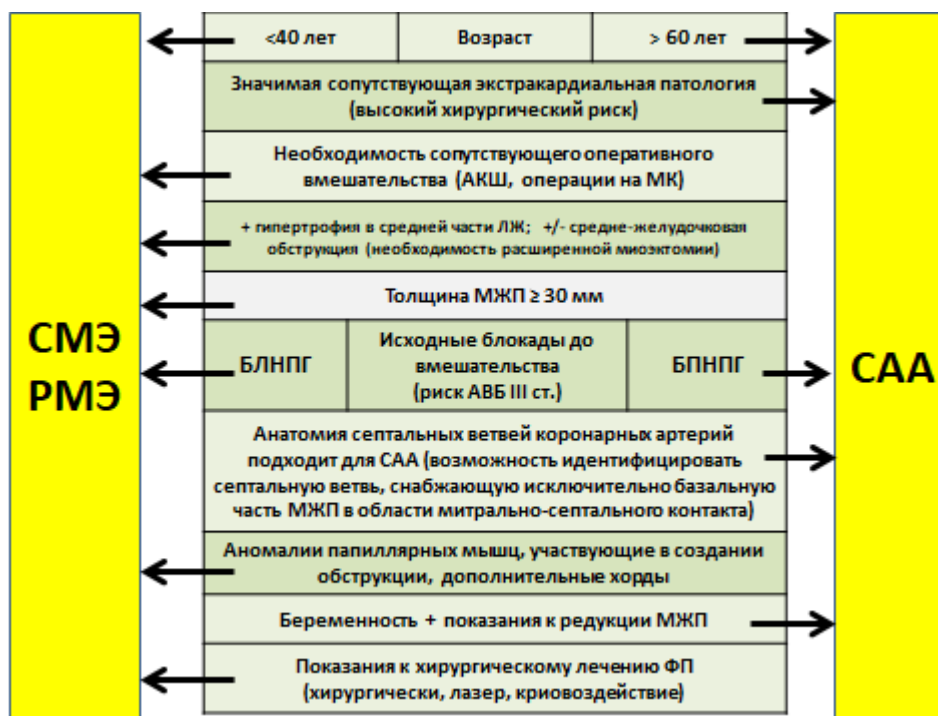 <40 лет Возраст > 60 лет
Значимая сопутствующая экстракардиальная патология
(высокий хирургический риск)
Необходимость сопутствующего оперативного
вмешательства (АКШ, операции на МК)
+ гипертрофия в средней части ЛЖ; +/- средне-желудочковая
обструкция (необходимость расширенной миоэктомии)
Толщина МЖП ≥ 30 мм
СМЭ
РМЭ
БЛНПГ
Исходные блокады до
вмешательства
(риск АВБ III ст.)
БПНПГ
САА
Анатомия септальных ветвей коронарных артерий
подходит для САА (возможность идентифицировать
септальную ветвь, снабжающую исключительно базальную
часть МЖП в области митрально-септального контакта)
Аномалии папиллярных мышц, участвующие в создании
обструкции, дополнительные хорды
Беременность + показания к редукции МЖП
Показания к хирургическому лечению ФП
(хирургически, лазер, криовоздействие)